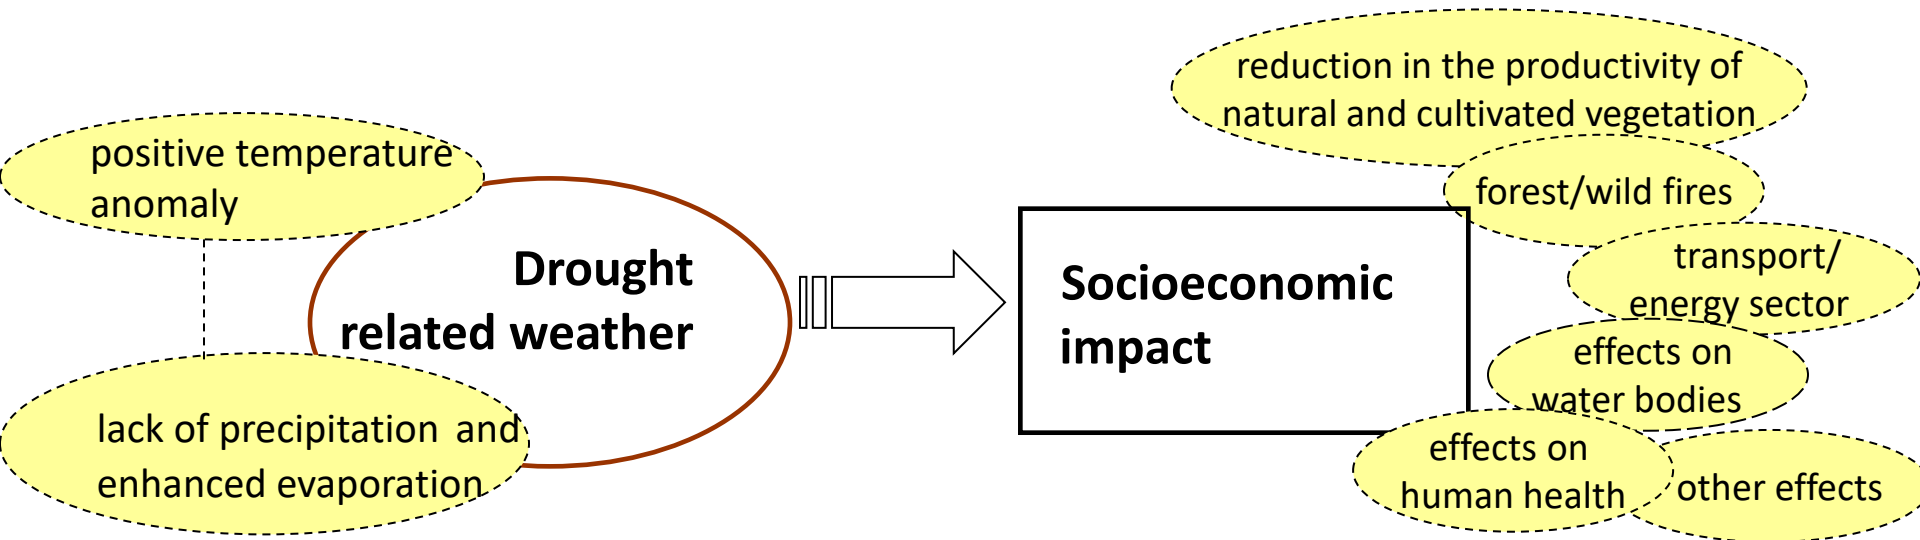 positive temperature
anomaly
Drought
related weather
lack of precipitation and
enhanced evaporation
Socioeconomic
impact
reduction in the productivity of
natural and cultivated vegetation
forest/wild fires
transport/
energy sector
effects on
water bodies
effects on
human health
other effects